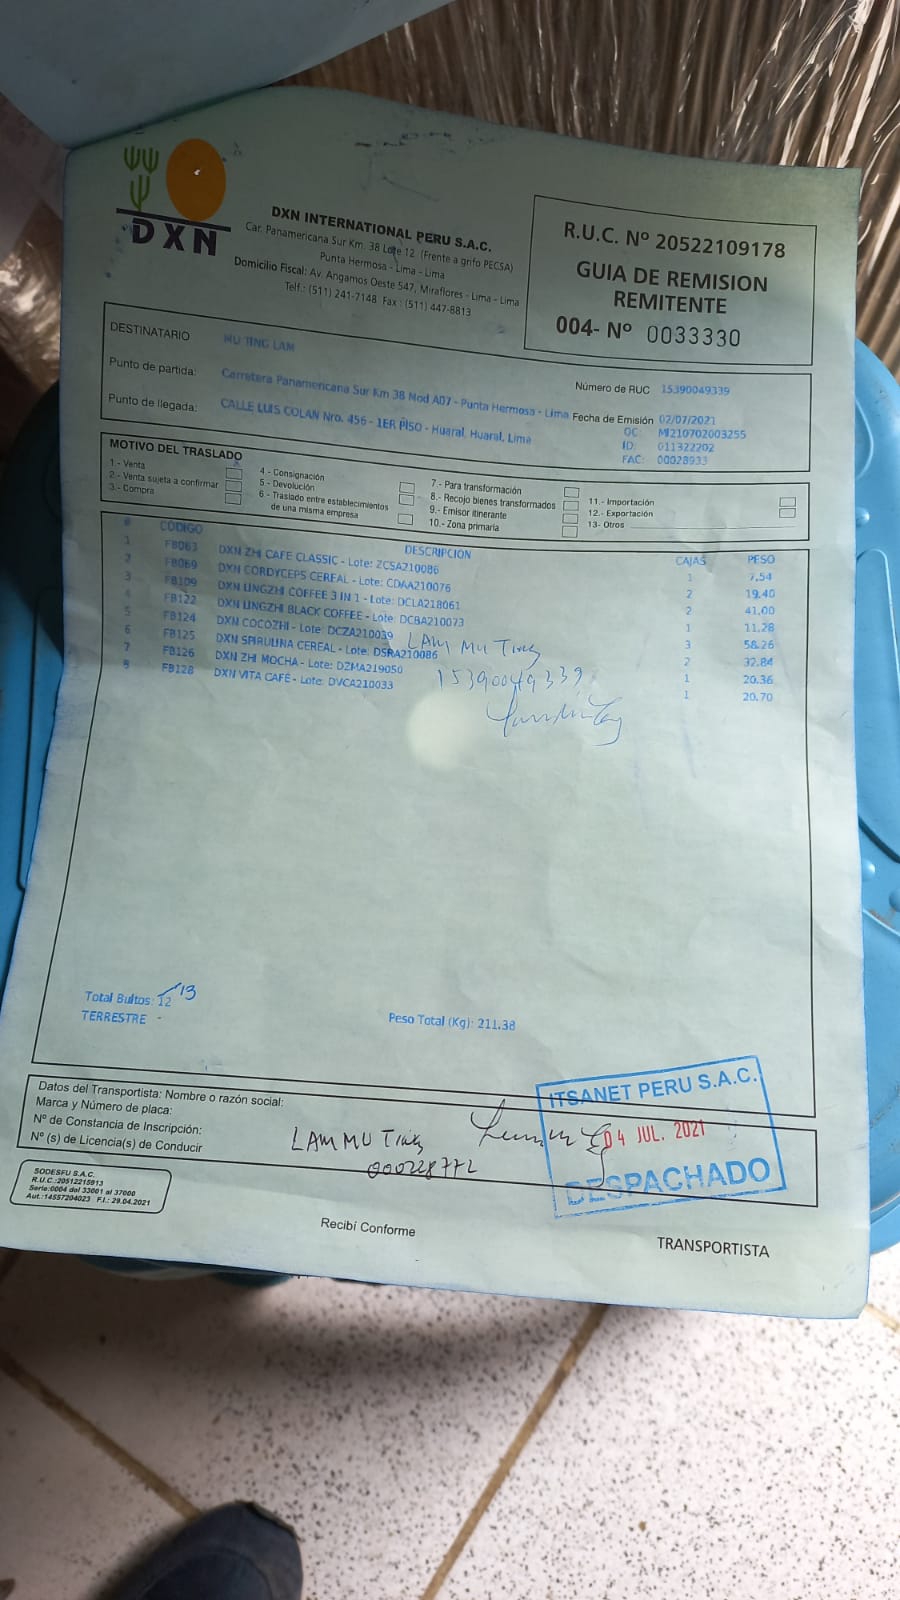 DXN
DXN INTERNATIONAL PERU S.A.C.
Car. Panamericana Sur Km. 38 Lote 12 (Frente a grifo PECSA)
Punta Hermosa - Lima - Lima
Domicilio Fiscal: Av. Angamos Oeste 547, Miraflores - Lima - Lima
Telf.: (511) 241-7148 Fax : (511) 447-8813
R.U.C. Nº 20522109178
GUIA DE REMISION
REMITENTE
004- Nº 0033330
DESTINATARIO MU TING LAM
Punto de partida: Carretera Panamericana Sur Km 38 Mod A07 - Punta Hermosa - Lima
Punto de llegada: CALLE LUIS COLAN Nro. 456 - 1ER PISO - Huaral, Huaral, Lima
Número de RUC 15390049339
Fecha de Emisión 02/07/2021
OC: MI210702003255
ID: 011322202
FAC: 00028933
MOTIVO DEL TRASLADO
1.- Venta
2.- Venta sujeta a confirmar
3.- Compra
4.- Consignación
5.- Devolución
6.- Traslado entre establecimientos
de una misma empresa
7.- Para transformación
8.- Recojo bienes transformados
9.- Emisor itinerante
10.- Zona primaria
11.- Importación
12.- Exportación
13- Otros
# CÓDIGO DESCRIPCION CAJAS PESO
1 FB063 DXN ZHI CAFE CLASSIC - Lote: ZCSA210086 1 7.54
2 FB069 DXN CORDYCEPS CEREAL - Lote: CDAA210076 2 19.40
3 FB109 DXN LINGZHI COFFEE 3 IN 1 - Lote: DCLA218061 2 41.00
4 FB122 DXN LINGZHI BLACK COFFEE - Lote: DCBA210073 1 11.28
5 FB124 DXN COCOZHI - Lote: DCZA210039 3 58.26
6 FB125 DXN SPIRULINA CEREAL - Lote: DSRA210086 2 32.84
7 FB126 DXN ZHI MOCHA - Lote: DZMA219050 1 20.36
8 FB128 DXN VITA CAFÉ - Lote: DVCA210033 1 20.70
LAM MU Ting
15390049339
Total Bultos: 12 13
TERRESTRE -
Peso Total (Kg): 211.38
Datos del Transportista: Nombre o razón social:
Marca y Número de placa:
Nº de Constancia de Inscripción:
Nº (s) de Licencia(s) de Conducir
LAM MU Ting
000228772
ITSANET PERU S.A.C.
04 JUL. 2021
DESPACHADO
SODESFU S.A.C.
R.U.C.:20512215913
Serie:0004 del 33001 al 37000
Aut.:14557204023 F.I.: 29.04.2021
Recibí Conforme
TRANSPORTISTA